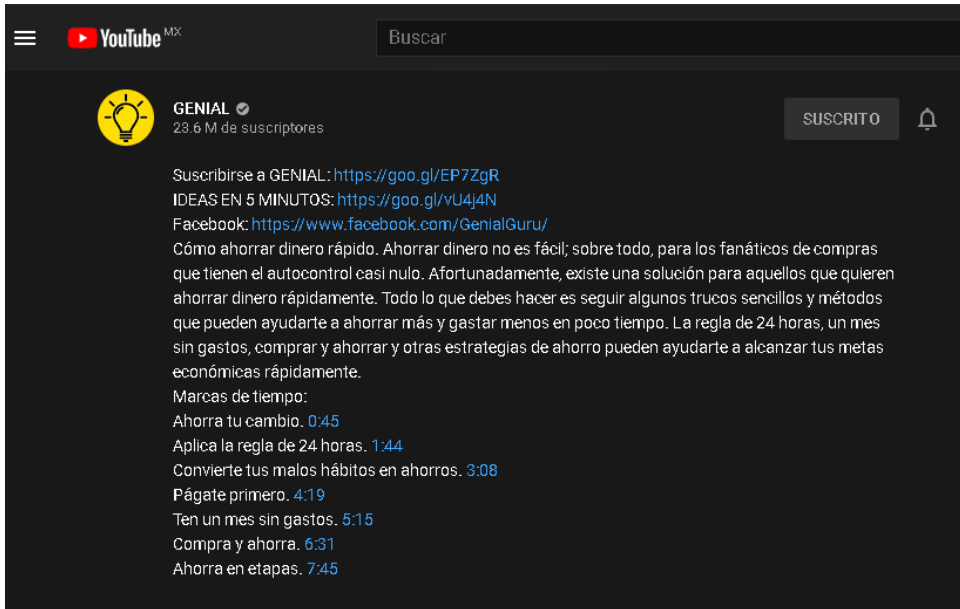 YouTube MX
Buscar
GENIAL
23.6 M de suscriptores
SUSCRITO
Suscribirse a GENIAL: https://goo.gl/EP7ZgR
IDEAS EN 5 MINUTOS: https://goo.gl/vU4j4N
Facebook: https://www.facebook.com/GenialGuru/
Cómo ahorrar dinero rápido. Ahorrar dinero no es fácil; sobre todo, para los fanáticos de compras
que tienen el autocontrol casi nulo. Afortunadamente, existe una solución para aquellos que quieren
ahorrar dinero rápidamente. Todo lo que debes hacer es seguir algunos trucos sencillos y métodos
que pueden ayudarte a ahorrar más y gastar menos en poco tiempo. La regla de 24 horas, un mes
sin gastos, comprar y ahorrar y otras estrategias de ahorro pueden ayudarte a alcanzar tus metas
económicas rápidamente.
Marcas de tiempo:
Ahorra tu cambio. 0:45
Aplica la regla de 24 horas. 1:44
Convierte tus malos hábitos en ahorros. 3:08
Págate primero. 4:19
Ten un mes sin gastos. 5:15
Compra y ahorra. 6:31
Ahorra en etapas. 7:45